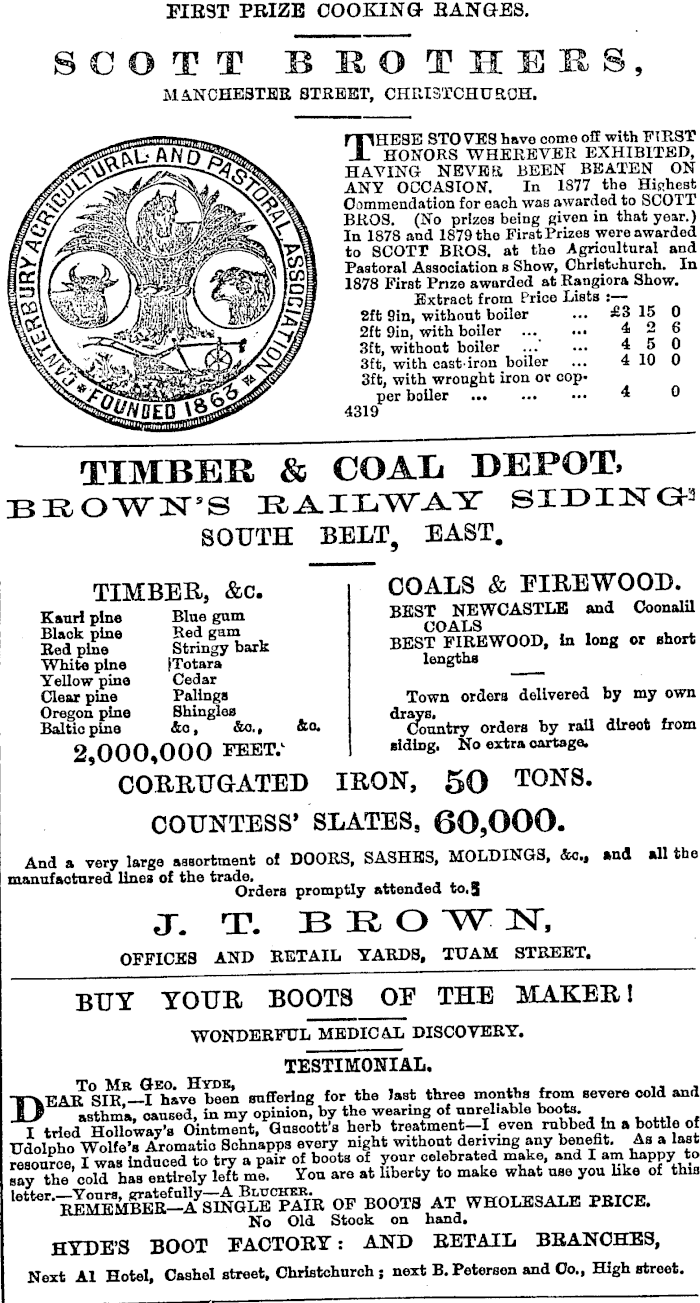 FIRST PRIZE COOKING RANGES.
SCOTT BROTHERS,
MANCHESTER STREET, CHRISTCHURCH.
CANTERBURY AGRICULTURAL AND PASTORAL ASSOCIATION
FOUNDED 1863
THESE STOVES have come off with FIRST
HONORS WHEREVER EXHIBITED,
HAVING NEVER BEEN BEATEN ON
ANY OCCASION. In 1877 the Highest
Commendation for each was awarded to SCOTT
BROS. (No prizes being given in that year.)
In 1878 and 1879 the First Prizes were awarded
to SCOTT BROS. at the Agricultural and
Pastoral Association s Show, Christchurch. In
1878 First Prize awarded at Rangiora Show.
Extract from Price Lists :—
2ft 9in, without boiler ... £3 15 0
2ft 9in, with boiler ... ... 4 2 6
3ft, without boiler ... ... 4 5 0
3ft, with cast-iron boiler ... 4 10 0
3ft, with wrought iron or cop-
per boiler ... ... ... 4 0
4319
TIMBER & COAL DEPOT,
BROWN'S RAILWAY SIDING
SOUTH BELT, EAST.
TIMBER, &c.
Kauri pine Blue gum
Black pine Red gum
Red pine Stringy bark
White pine Totara
Yellow pine Cedar
Clear pine Palings
Oregon pine Shingles
Baltic pine &c, &c., &c.
2,000,000 FEET.
COALS & FIREWOOD.
BEST NEWCASTLE and Coonalil
COALS
BEST FIREWOOD, in long or short
lengths
Town orders delivered by my own
drays.
Country orders by rail direct from
siding. No extra cartage.
CORRUGATED IRON, 50 TONS.
COUNTESS' SLATES, 60,000.
And a very large assortment of DOORS, SASHES, MOLDINGS, &c., and all the
manufactured lines of the trade.
Orders promptly attended to.
J. T. BROWN,
OFFICES AND RETAIL YARDS, TUAM STREET.
BUY YOUR BOOTS OF THE MAKER!
WONDERFUL MEDICAL DISCOVERY.
TESTIMONIAL.
To MR GEO. HYDE,
DEAR SIR,—I have been suffering for the last three months from severe cold and
asthma, caused, in my opinion, by the wearing of unreliable boots.
I tried Holloway's Ointment, Guscott's herb treatment—I even rubbed in a bottle of
Udolpho Wolfe's Aromatic Schnapps every night without deriving any benefit. As a last
resource, I was induced to try a pair of boots of your celebrated make, and I am happy to
say the cold has entirely left me. You are at liberty to make what use you like of this
letter.—Yours, gratefully—A BLUCHER.
REMEMBER—A SINGLE PAIR OF BOOTS AT WHOLESALE PRICE.
No Old Stock on hand.
HYDE'S BOOT FACTORY: AND RETAIL BRANCHES,
Next A1 Hotel, Cashel street, Christchurch; next B. Petersen and Co., High street.